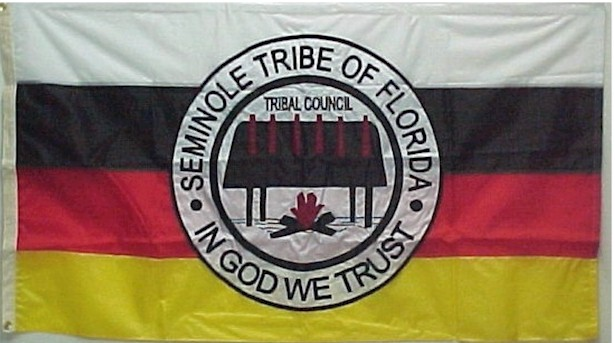 SEMINOLE TRIBE OF FLORIDA
TRIBAL COUNCIL
• IN GOD WE TRUST •